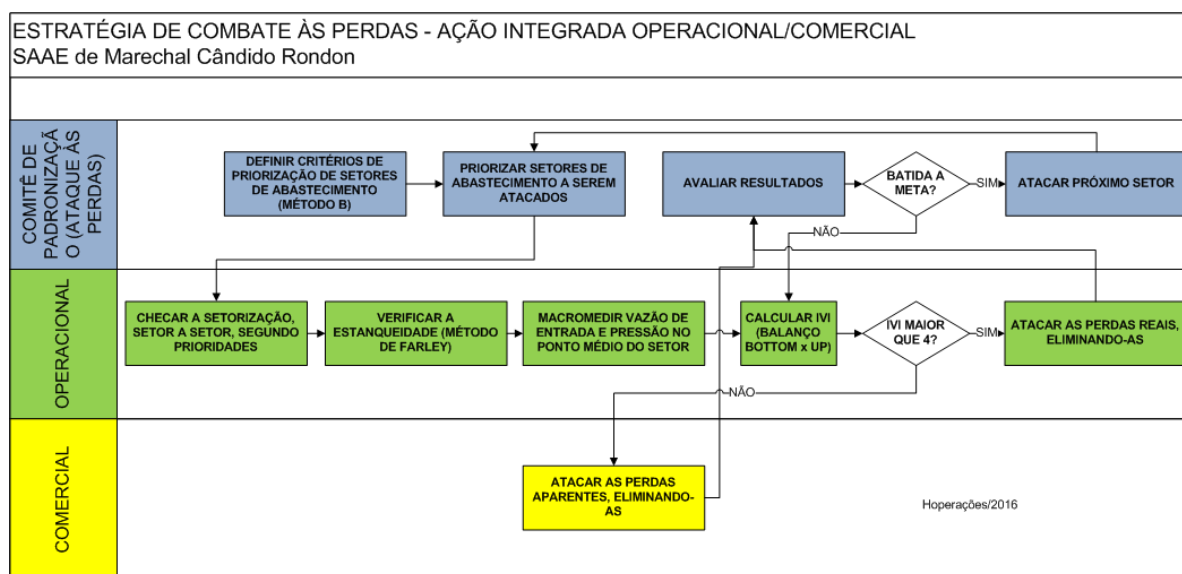 ESTRATÉGIA DE COMBATE ÀS PERDAS - AÇÃO INTEGRADA OPERACIONAL/COMERCIAL
SAAE de Marechal Cândido Rondon
COMITÊ DE
PADRONIZAÇÃ
O (ATAQUE ÀS
PERDAS)
DEFINIR CRITÉRIOS DE
PRIORIZAÇÃO DE SETORES
DE ABASTECIMENTO
(MÉTODO B)
PRIORIZAR SETORES DE
ABASTECIMENTO A SEREM
ATACADOS
AVALIAR RESULTADOS
BATIDA A
META?
SIM
ATACAR PRÓXIMO SETOR
NÃO
OPERACIONAL
CHECAR A SETORIZAÇÃO,
SETOR A SETOR, SEGUNDO
PRIORIDADES
VERIFICAR A
ESTANQUEIDADE (MÉTODO
DE FARLEY)
MACROMEDIR VAZÃO DE
ENTRADA E PRESSÃO NO
PONTO MÉDIO DO SETOR
CALCULAR IVI
(BALANÇO
BOTTOM x UP)
IVI MAIOR
QUE 4?
SIM
ATACAR AS PERDAS REAIS,
ELIMINANDO-AS
NÃO
COMERCIAL
ATACAR AS PERDAS
APARENTES, ELIMINANDO-
AS
Hoperações/2016